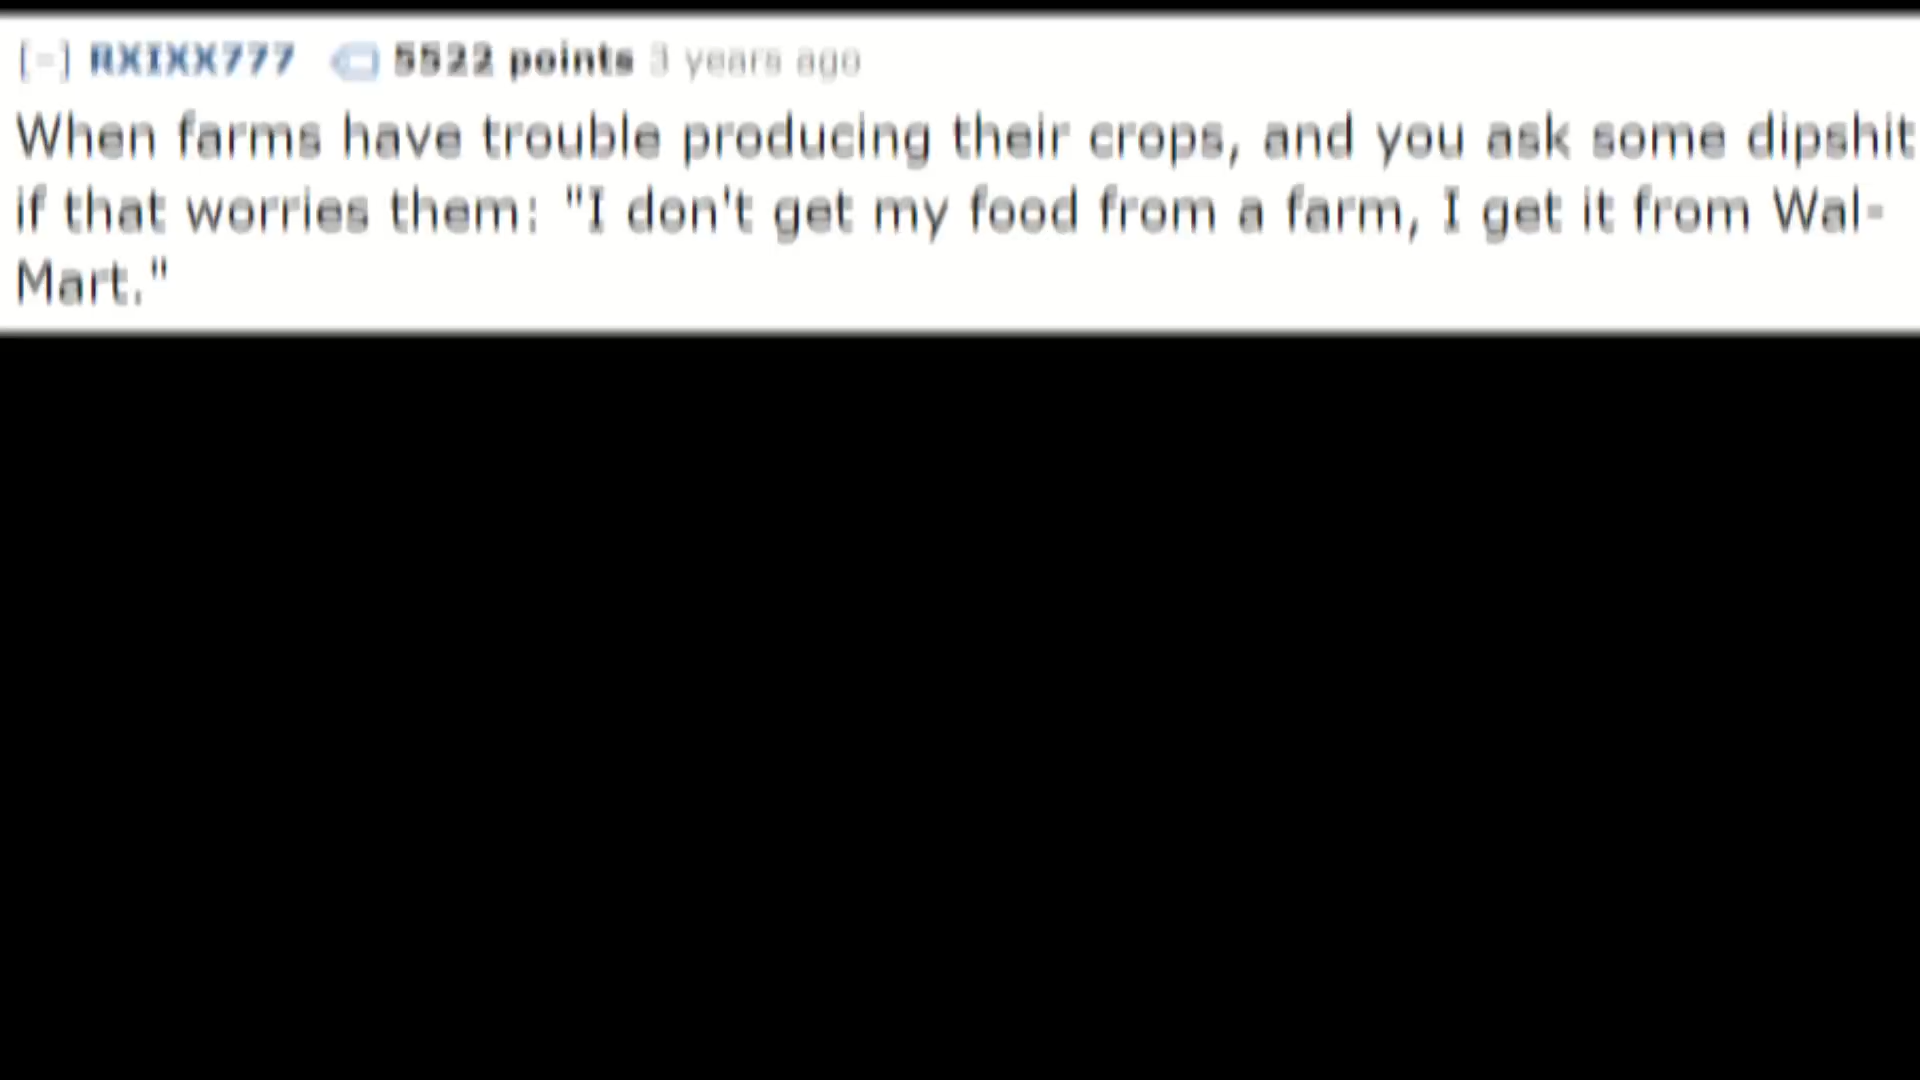 [-] RXIXX777 5522 points 3 years ago
When farms have trouble producing their crops, and you ask some dipshit
if that worries them: "I don't get my food from a farm, I get it from Wal-
Mart."